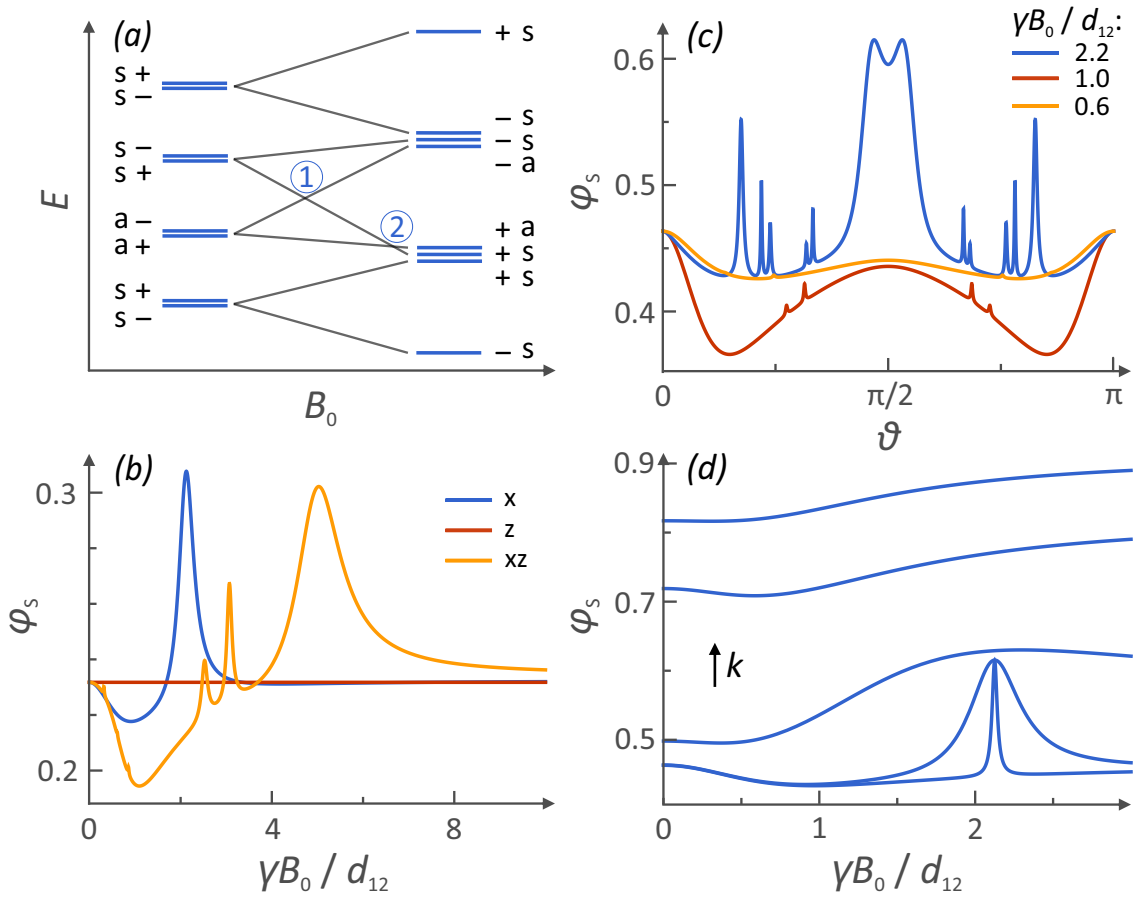 (a)
E
B₀
s +
s −
s −
s +
a −
a +
s +
s −
+ s
− s
− s
− a
+ a
+ s
+ s
− s
1
2
(b)
φₛ
0.3
0.2
x
z
xz
0
4
8
γB₀ / d₁₂
(c)
γB₀ / d₁₂:
2.2
1.0
0.6
φₛ
0.6
0.5
0.4
0
π/2
π
ϑ
(d)
φₛ
0.9
0.7
0.5
k
0
1
2
γB₀ / d₁₂